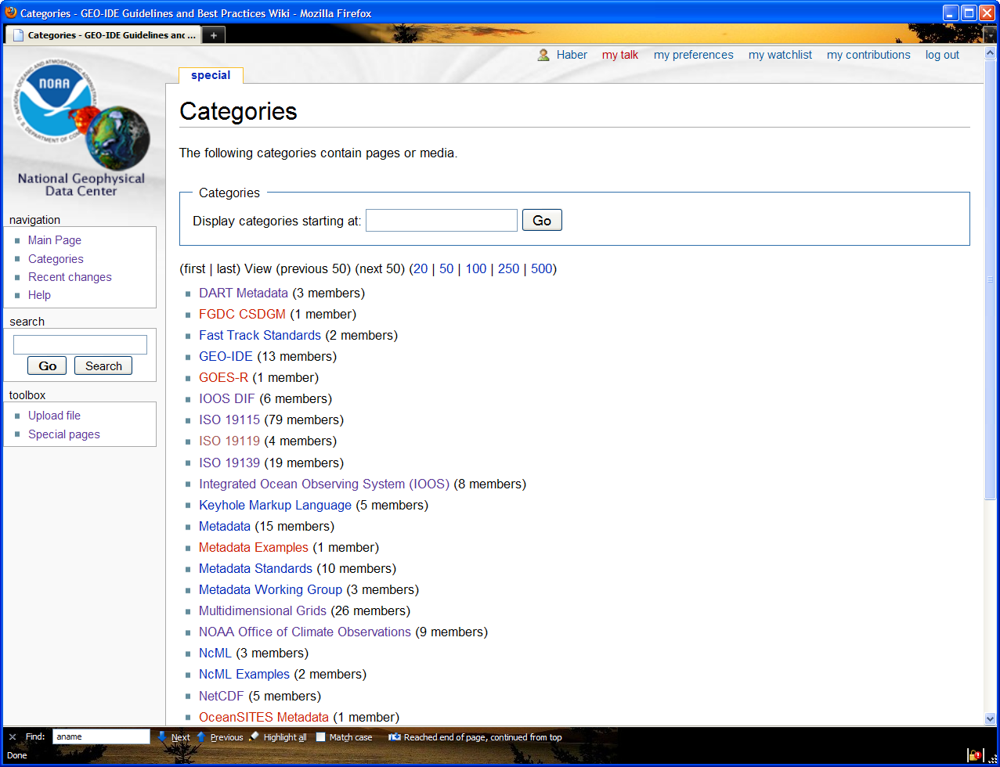 Categories - GEO-IDE Guidelines and Best Practices Wiki - Mozilla Firefox
Categories - GEO-IDE Guidelines and ...
Haber my talk my preferences my watchlist my contributions log out
NOAA
National Geophysical
Data Center
navigation
Main Page
Categories
Recent changes
Help
search
Go Search
toolbox
Upload file
Special pages
special
Categories
The following categories contain pages or media.
Categories
Display categories starting at: Go
(first | last) View (previous 50) (next 50) (20 | 50 | 100 | 250 | 500)
DART Metadata (3 members)
FGDC CSDGM (1 member)
Fast Track Standards (2 members)
GEO-IDE (13 members)
GOES-R (1 member)
IOOS DIF (6 members)
ISO 19115 (79 members)
ISO 19119 (4 members)
ISO 19139 (19 members)
Integrated Ocean Observing System (IOOS) (8 members)
Keyhole Markup Language (5 members)
Metadata (15 members)
Metadata Examples (1 member)
Metadata Standards (10 members)
Metadata Working Group (3 members)
Multidimensional Grids (26 members)
NOAA Office of Climate Observations (9 members)
NcML (3 members)
NcML Examples (2 members)
NetCDF (5 members)
OceanSITES Metadata (1 member)
Find: aname Next Previous Highlight all Match case Reached end of page, continued from top
Done